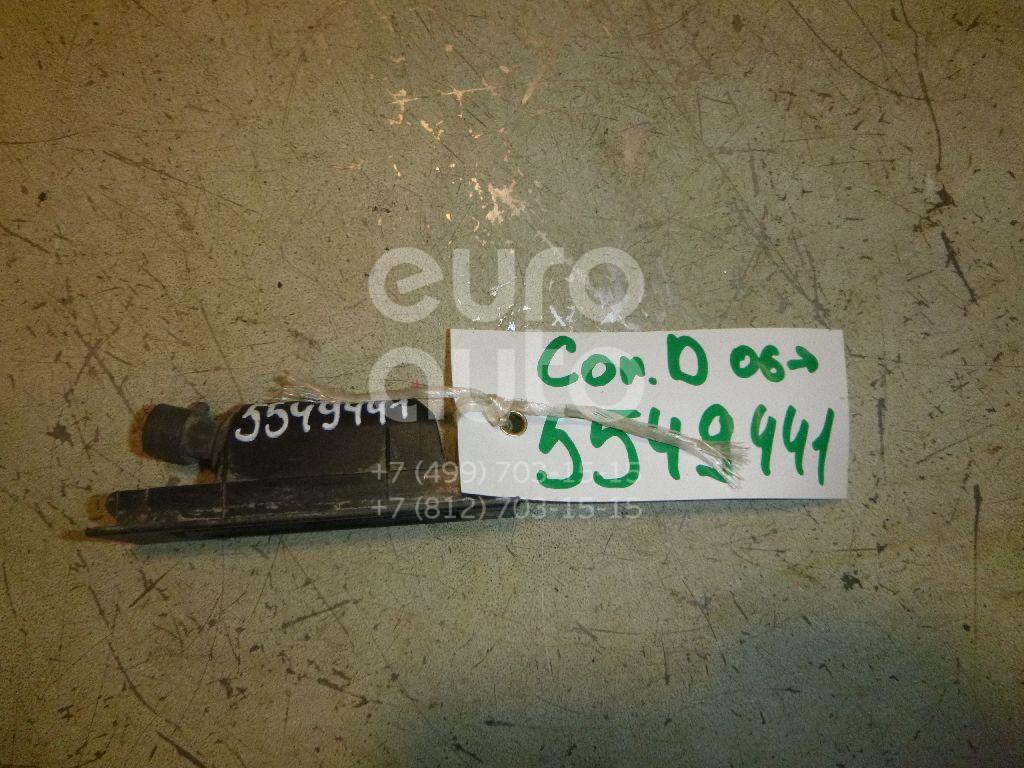 euro
auto
Cor. D 06→
5549441
5549441
+7 (499) 703-15-15
+7 (812) 703-15-15